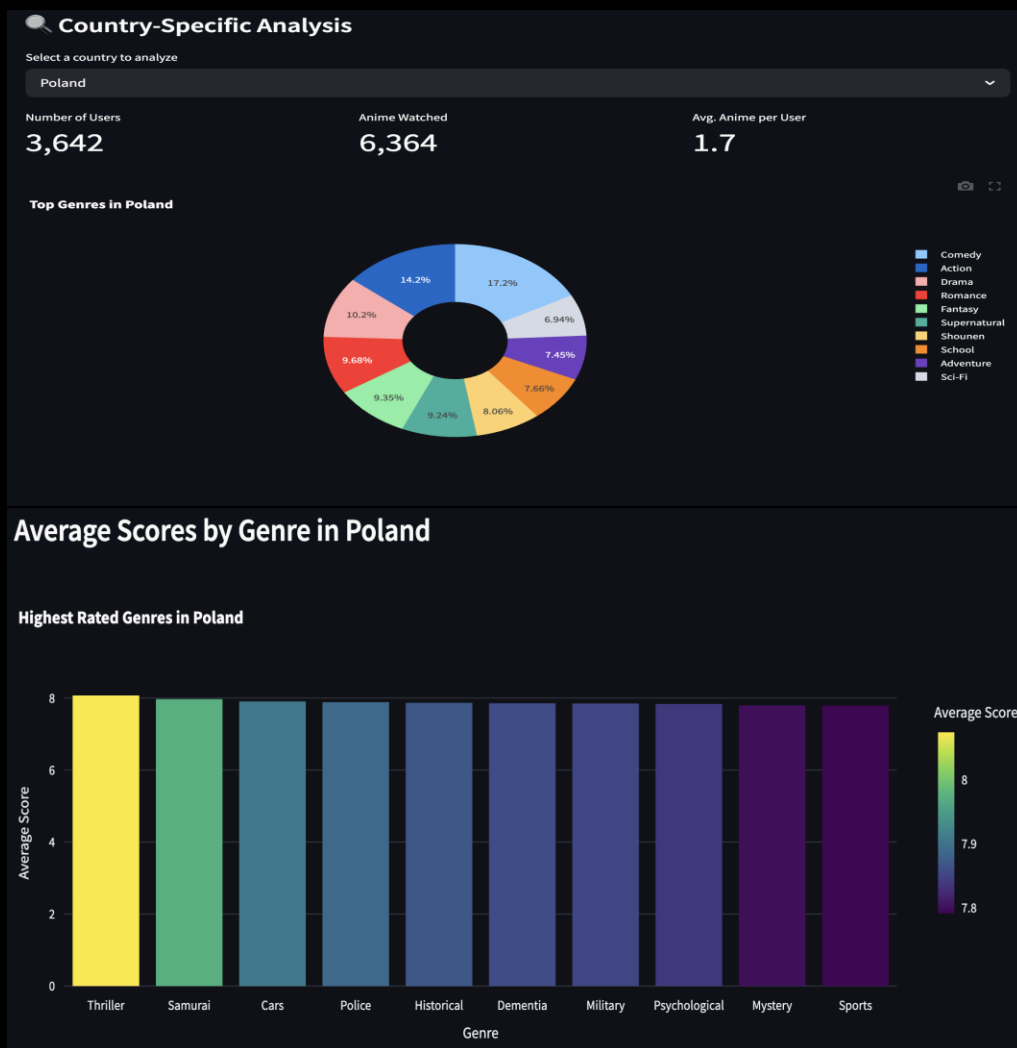 Country-Specific Analysis
Select a country to analyze
Poland
Number of Users
Anime Watched
Avg. Anime per User
3,642
6,364
1.7
Top Genres in Poland
14.2%
17.2%
10.2%
6.94%
9.68%
7.45%
9.35%
9.24%
8.06%
7.66%
Comedy
Action
Drama
Romance
Fantasy
Supernatural
Shounen
School
Adventure
Sci-Fi
Average Scores by Genre in Poland
Highest Rated Genres in Poland
Average Score
8
6
4
2
0
Thriller
Samurai
Cars
Police
Historical
Dementia
Military
Psychological
Mystery
Sports
Genre
Average Score
8
7.9
7.8